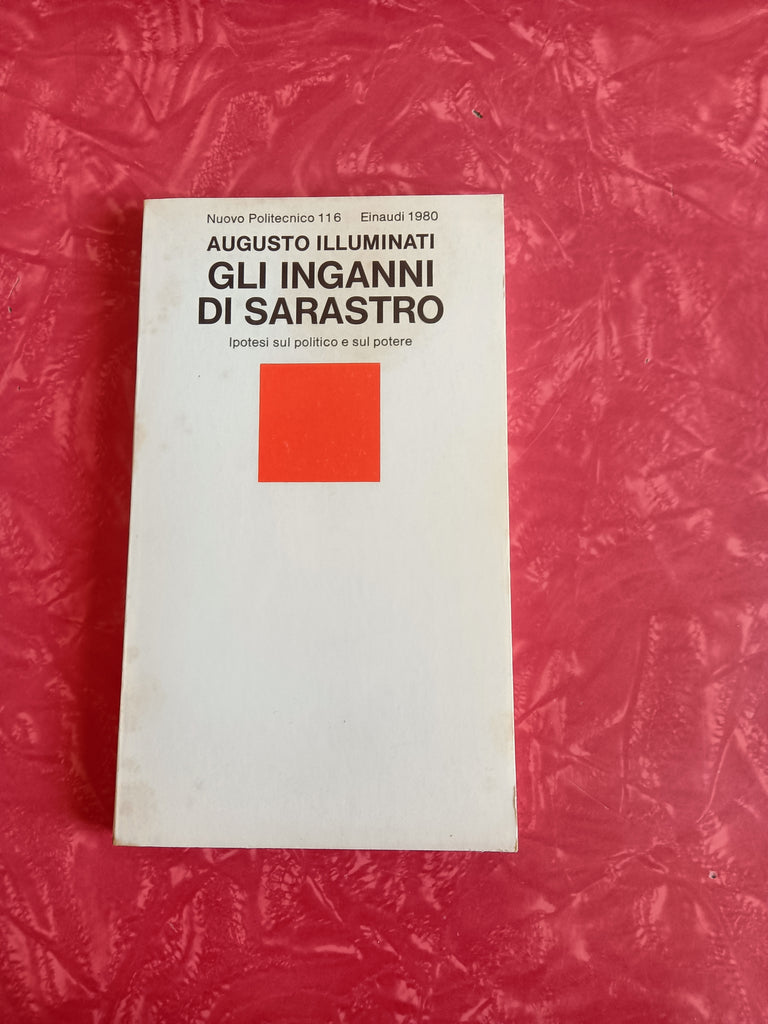 Nuovo Politecnico 116 Einaudi 1980
AUGUSTO ILLUMINATI
GLI INGANNI
DI SARASTRO
Ipotesi sul politico e sul potere